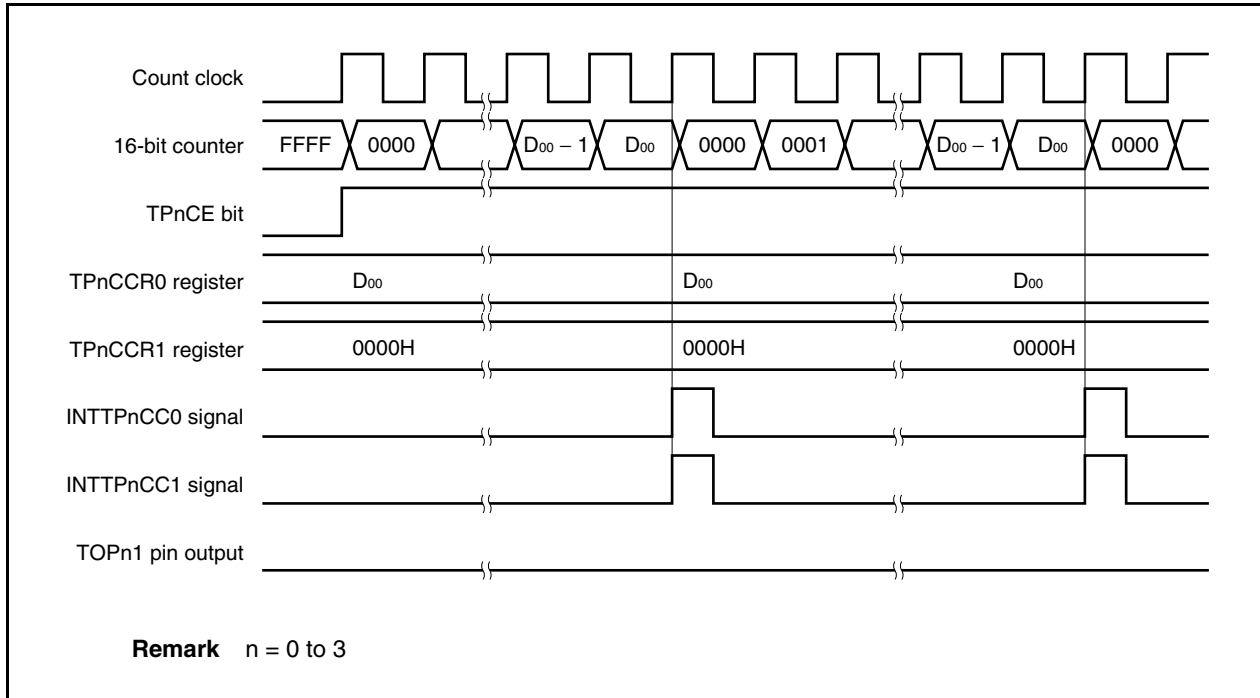 Count clock
16-bit counter FFFF 0000 D₀₀ − 1 D₀₀ 0000 0001 D₀₀ − 1 D₀₀ 0000
TPnCE bit
TPnCCR0 register D₀₀ D₀₀ D₀₀
TPnCCR1 register 0000H 0000H 0000H
INTTPnCC0 signal
INTTPnCC1 signal
TOPn1 pin output
Remark n = 0 to 3